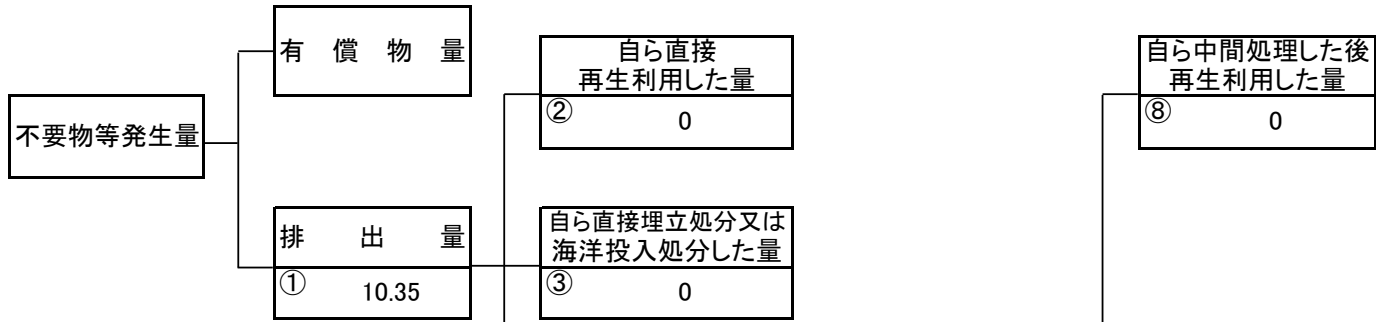 有償物量
自ら直接
再生利用した量
② 0
自ら中間処理した後
再生利用した量
⑧ 0
不要物等発生量
排出量
① 10.35
自ら直接埋立処分又は
海洋投入処分した量
③ 0